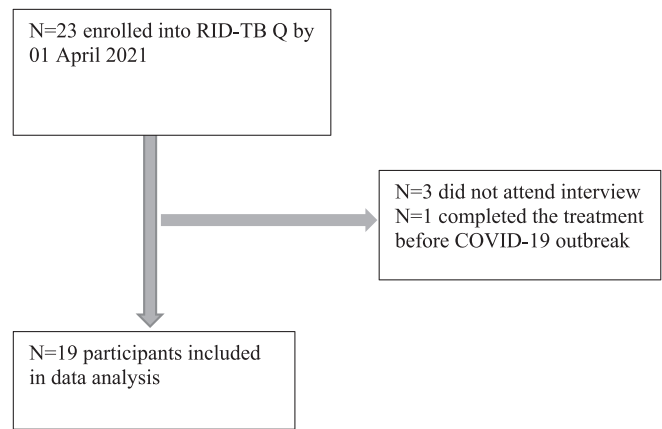 N=23 enrolled into RID-TB Q by
01 April 2021
N=3 did not attend interview
N=1 completed the treatment
before COVID-19 outbreak
N=19 participants included
in data analysis